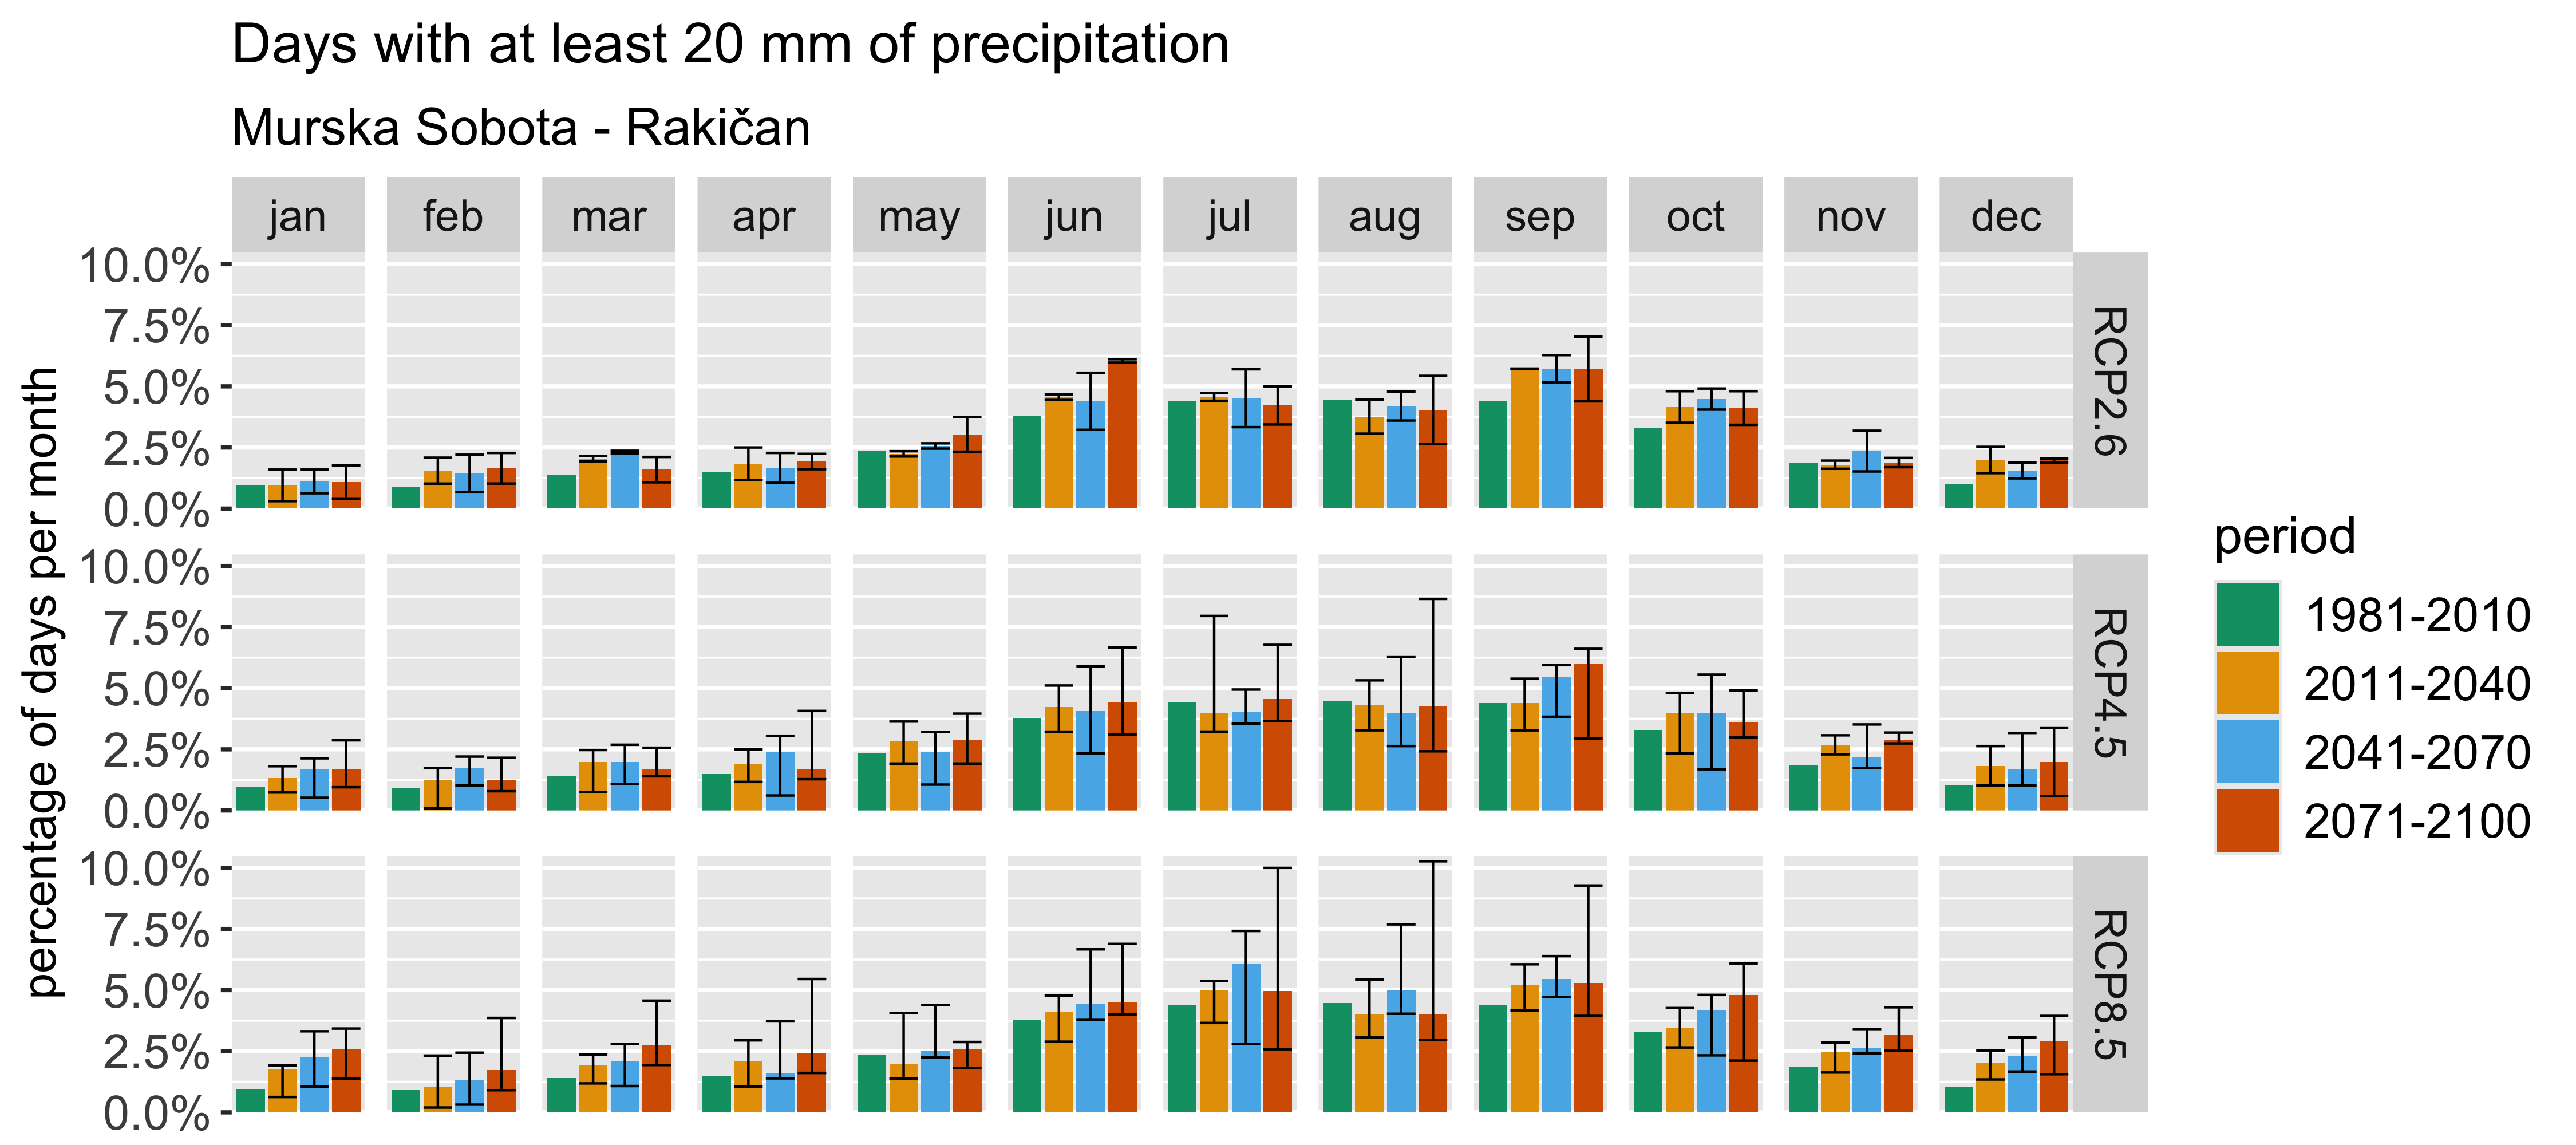 Days with at least 20 mm of precipitation
Murska Sobota - Rakičan
jan feb mar apr may jun jul aug sep oct nov dec
percentage of days per month
10.0%
7.5%
5.0%
2.5%
0.0%
RCP2.6
10.0%
7.5%
5.0%
2.5%
0.0%
RCP4.5
10.0%
7.5%
5.0%
2.5%
0.0%
RCP8.5
period
1981-2010
2011-2040
2041-2070
2071-2100